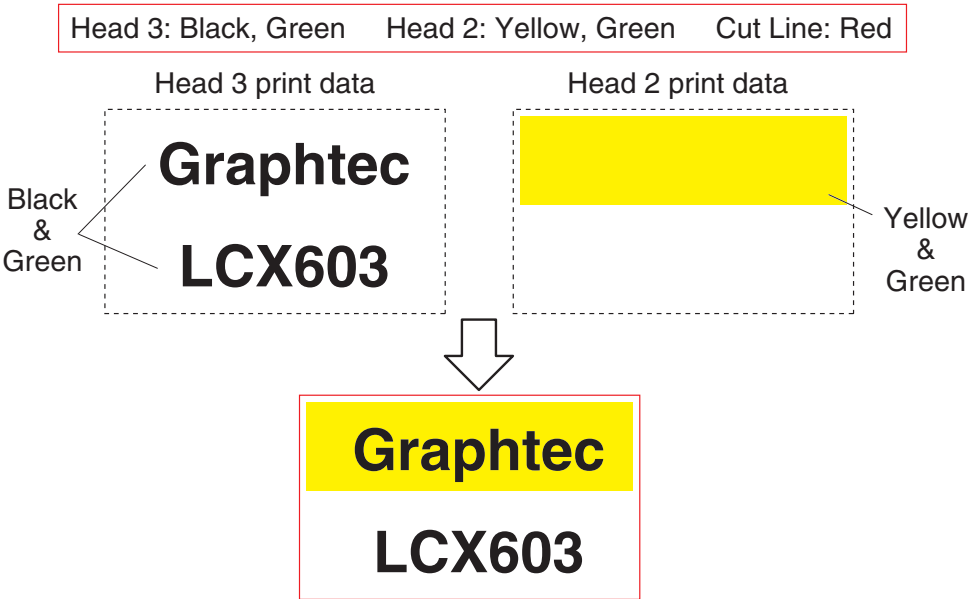 Head 3: Black, Green Head 2: Yellow, Green Cut Line: Red
Head 3 print data
Head 2 print data
Graphtec
LCX603
Black
&
Green
Yellow
&
Green
Graphtec
LCX603